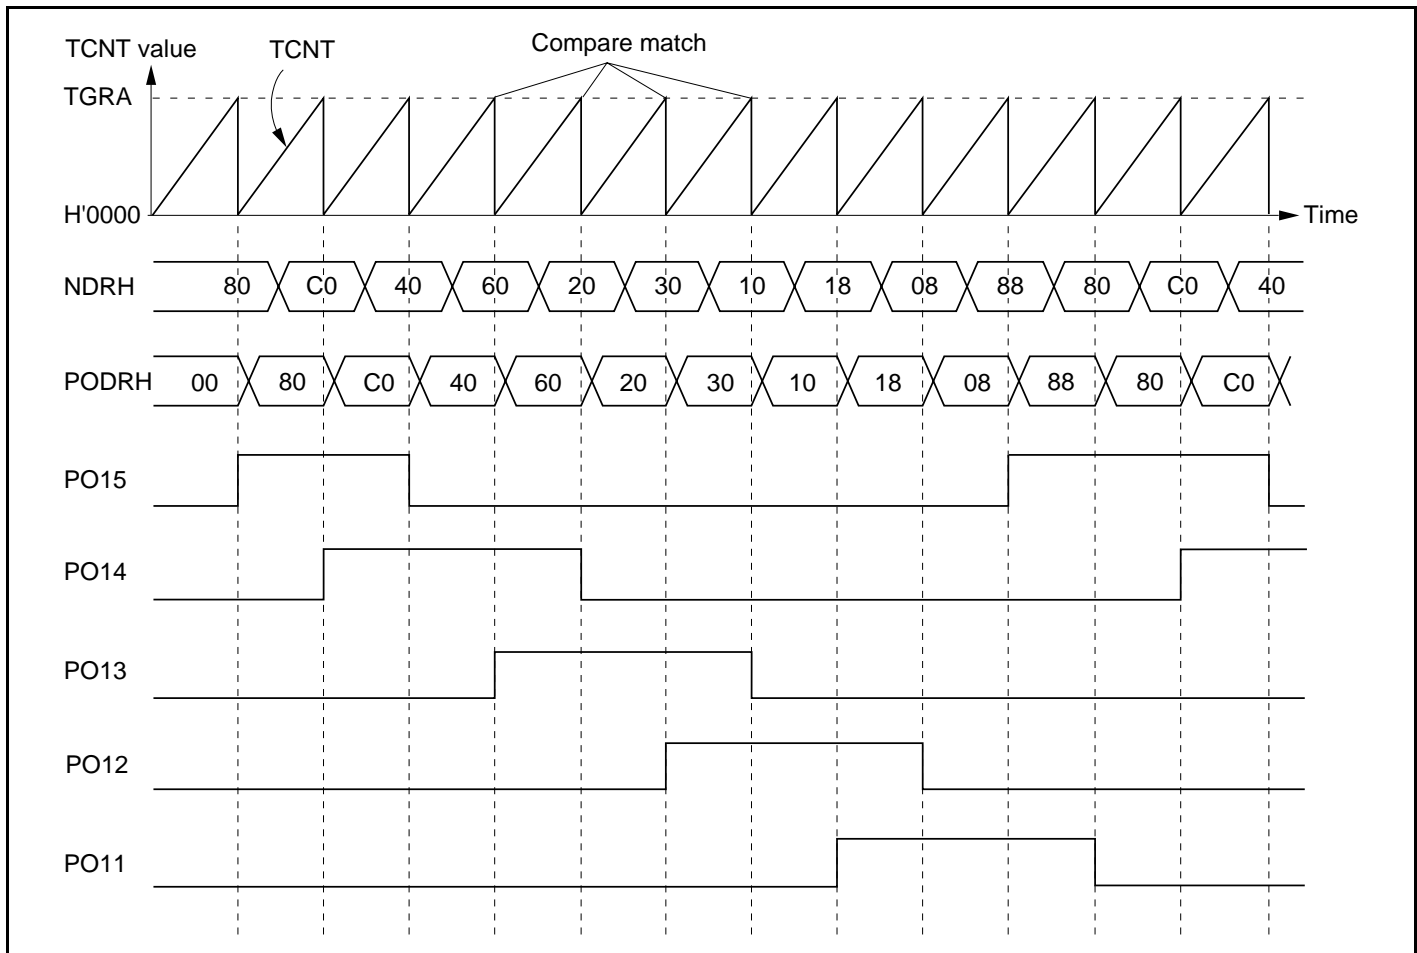 TCNT value
TCNT
Compare match
TGRA
H'0000
Time
NDRH 80 C0 40 60 20 30 10 18 08 88 80 C0 40
PODRH 00 80 C0 40 60 20 30 10 18 08 88 80 C0
PO15
PO14
PO13
PO12
PO11